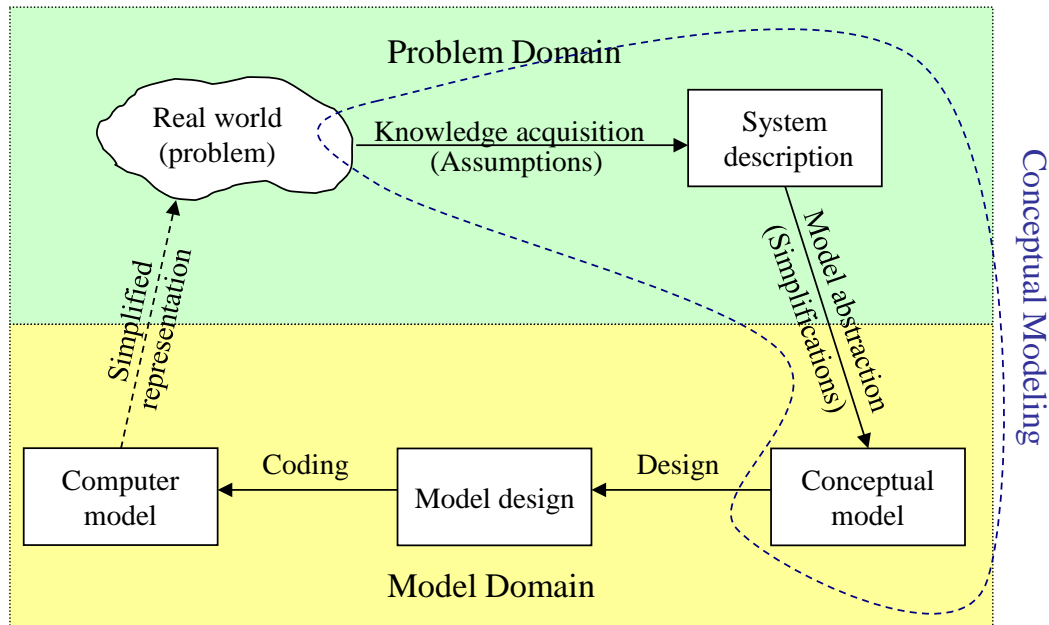 Problem Domain
Real world
(problem)
Knowledge acquisition
(Assumptions)
System
description
Model abstraction
(Simplifications)
Conceptual Modeling
Simplified
representation
Computer
model
Coding
Model design
Design
Conceptual
model
Model Domain